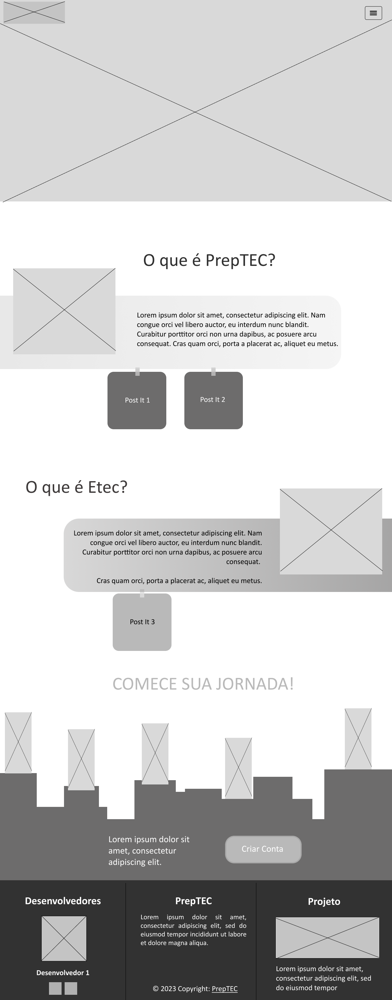 O que é PrepTEC?
Lorem ipsum dolor sit amet, consectetur adipiscing elit. Nam
congue orci vel libero auctor, eu interdum nunc blandit.
Curabitur porttitor orci non urna dapibus, ac posuere arcu
consequat. Cras quam orci, porta a placerat ac, aliquet eu metus.
Post It 1
Post It 2
O que é Etec?
Lorem ipsum dolor sit amet, consectetur adipiscing elit. Nam
congue orci vel libero auctor, eu interdum nunc blandit.
Curabitur porttitor orci non urna dapibus, ac posuere arcu
consequat.
Cras quam orci, porta a placerat ac, aliquet eu metus.
Post It 3
COMECE SUA JORNADA!
Lorem ipsum dolor sit
amet, consectetur
adipiscing elit.
Criar Conta
Desenvolvedores
Desenvolvedor 1
PrepTEC
Lorem ipsum dolor sit amet,
consectetur adipiscing elit, sed do
eiusmod tempor incididunt ut labore
et dolore magna aliqua.
© 2023 Copyright: PrepTEC
Projeto
Lorem ipsum dolor sit amet,
consectetur adipiscing elit, sed
do eiusmod tempor